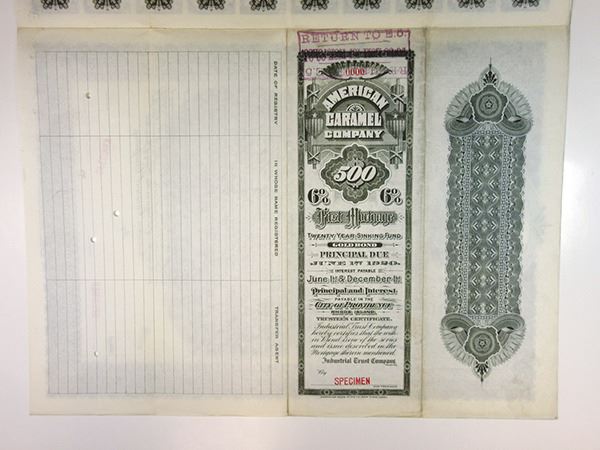 DATE OF REGISTRY
IN WHOSE NAME REGISTERED
TRANSFER AGENT
RETURN TO E.O.
0000
AMERICAN
CARAMEL
COMPANY
$500
6% 6%
First Mortgage
TWENTY-YEAR SINKING FUND
GOLD BOND
PRINCIPAL DUE
JUNE 1ST 1920.
INTEREST PAYABLE
June 1st & December 1st
Principal and Interest
PAYABLE IN THE
CITY OF PROVIDENCE
RHODE ISLAND.
TRUSTEE'S CERTIFICATE.
Industrial Trust Company
hereby certifies that the with-
in Bond is one of the series
and issue described in the
Mortgage therein mentioned.
Industrial Trust Company
By
SPECIMEN